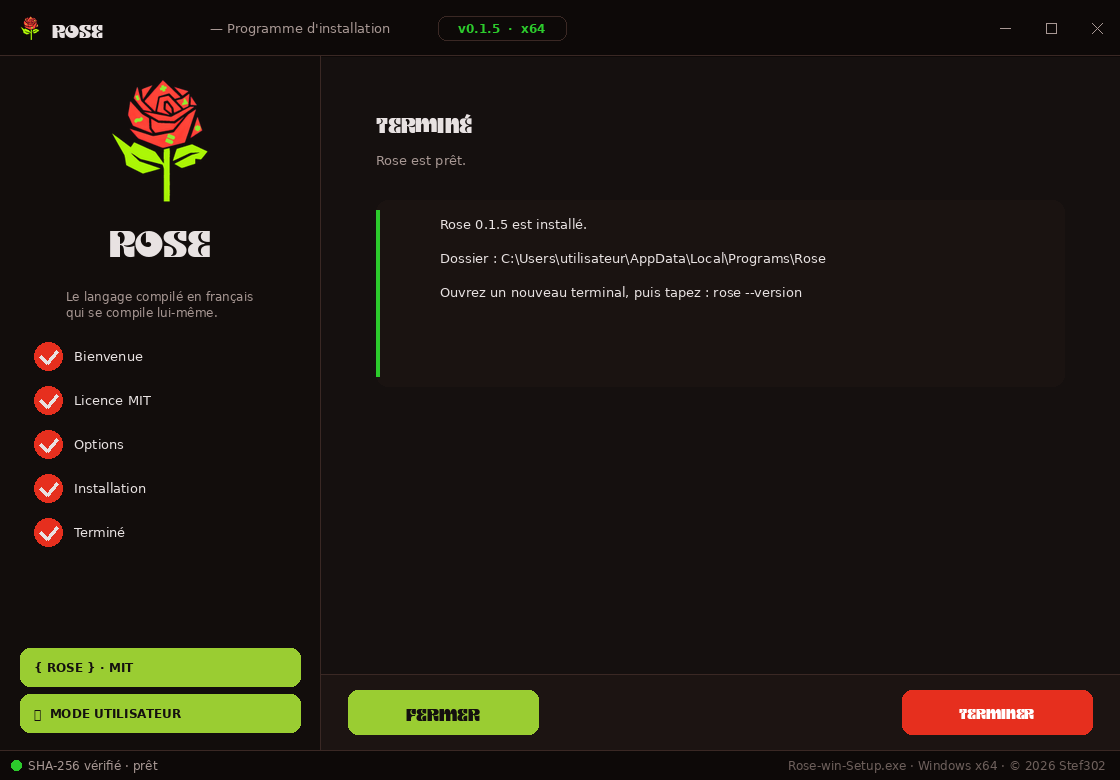 ROSE
— Programme d'installation
v0.1.5 · x64
ROSE
Le langage compilé en français
qui se compile lui-même.
Bienvenue
Licence MIT
Options
Installation
Terminé
{ ROSE } · MIT
MODE UTILISATEUR
TERMINÉ
Rose est prêt.
Rose 0.1.5 est installé.
Dossier : C:\Users\utilisateur\AppData\Local\Programs\Rose
Ouvrez un nouveau terminal, puis tapez : rose --version
FERMER
TERMINER
SHA-256 vérifié · prêt
Rose-win-Setup.exe · Windows x64 · © 2026 Stef302